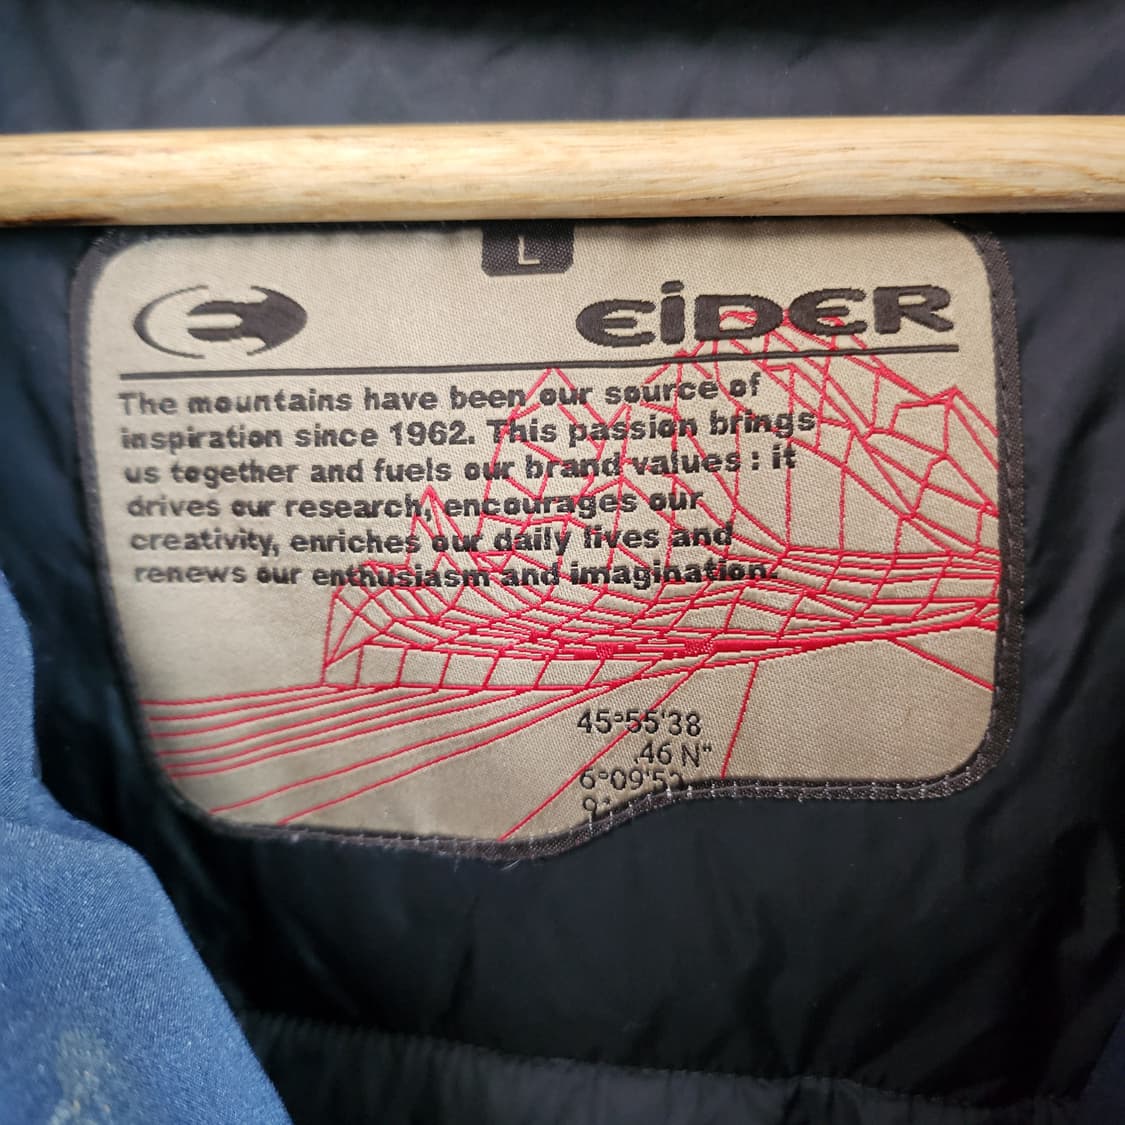 L
EiDER
The mountains have been our source of
inspiration since 1962. This passion brings
us together and fuels our brand values : it
drives our research, encourages our
creativity, enriches our daily lives and
renews our enthusiasm and imagination.
45°55'38
.46 N"